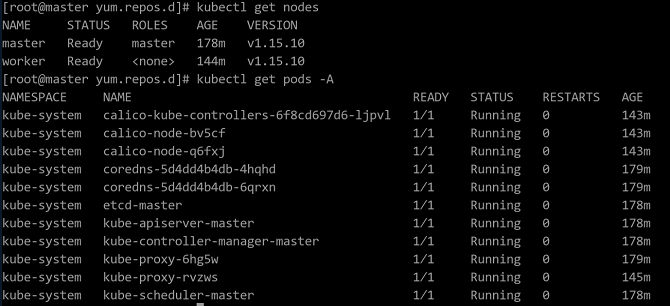 [root@master yum.repos.d]# kubectl get nodes
NAME STATUS ROLES AGE VERSION
master Ready master 178m v1.15.10
worker Ready <none> 144m v1.15.10
[root@master yum.repos.d]# kubectl get pods -A
NAMESPACE NAME READY STATUS RESTARTS AGE
kube-system calico-kube-controllers-6f8cd697d6-ljpvl 1/1 Running 0 143m
kube-system calico-node-bv5cf 1/1 Running 0 143m
kube-system calico-node-q6fxj 1/1 Running 0 143m
kube-system coredns-5d4dd4b4db-4hqhd 1/1 Running 0 179m
kube-system coredns-5d4dd4b4db-6qrxn 1/1 Running 0 179m
kube-system etcd-master 1/1 Running 0 178m
kube-system kube-apiserver-master 1/1 Running 0 178m
kube-system kube-controller-manager-master 1/1 Running 0 178m
kube-system kube-proxy-6hg5w 1/1 Running 0 179m
kube-system kube-proxy-rvzws 1/1 Running 0 145m
kube-system kube-scheduler-master 1/1 Running 0 178m